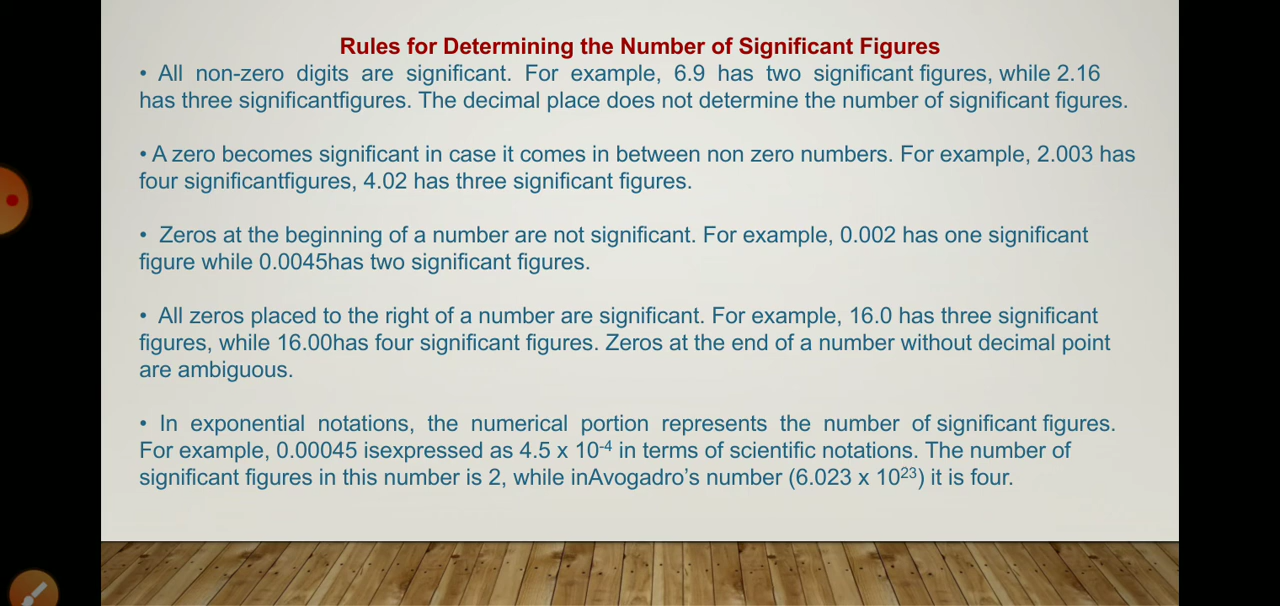 Rules for Determining the Number of Significant Figures
• All non-zero digits are significant. For example, 6.9 has two significant figures, while 2.16
has three significantfigures. The decimal place does not determine the number of significant figures.
• A zero becomes significant in case it comes in between non zero numbers. For example, 2.003 has
four significantfigures, 4.02 has three significant figures.
• Zeros at the beginning of a number are not significant. For example, 0.002 has one significant
figure while 0.0045has two significant figures.
• All zeros placed to the right of a number are significant. For example, 16.0 has three significant
figures, while 16.00has four significant figures. Zeros at the end of a number without decimal point
are ambiguous.
• In exponential notations, the numerical portion represents the number of significant figures.
For example, 0.00045 isexpressed as 4.5 x 10⁻⁴ in terms of scientific notations. The number of
significant figures in this number is 2, while inAvogadro’s number (6.023 x 10²³) it is four.